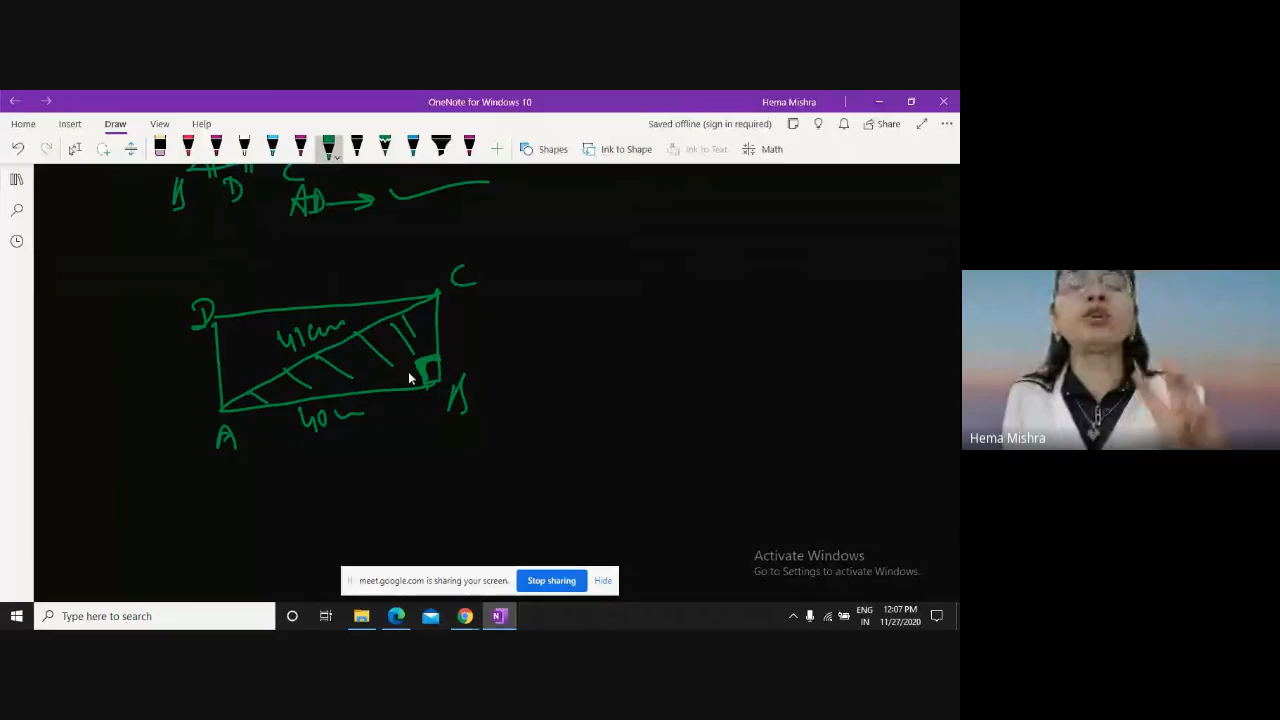 OneNote for Windows 10
Hema Mishra
Home Insert Draw View Help
Saved offline (sign in required)
Share
Shapes
Ink to Shape
Ink to Text
Math
B D C
AD
D
C
41cm
40cm
A
B
Hema Mishra
Activate Windows
Go to Settings to activate Windows.
meet.google.com is sharing your screen.
Stop sharing
Hide
Type here to search
ENG
IN
12:07 PM
11/27/2020